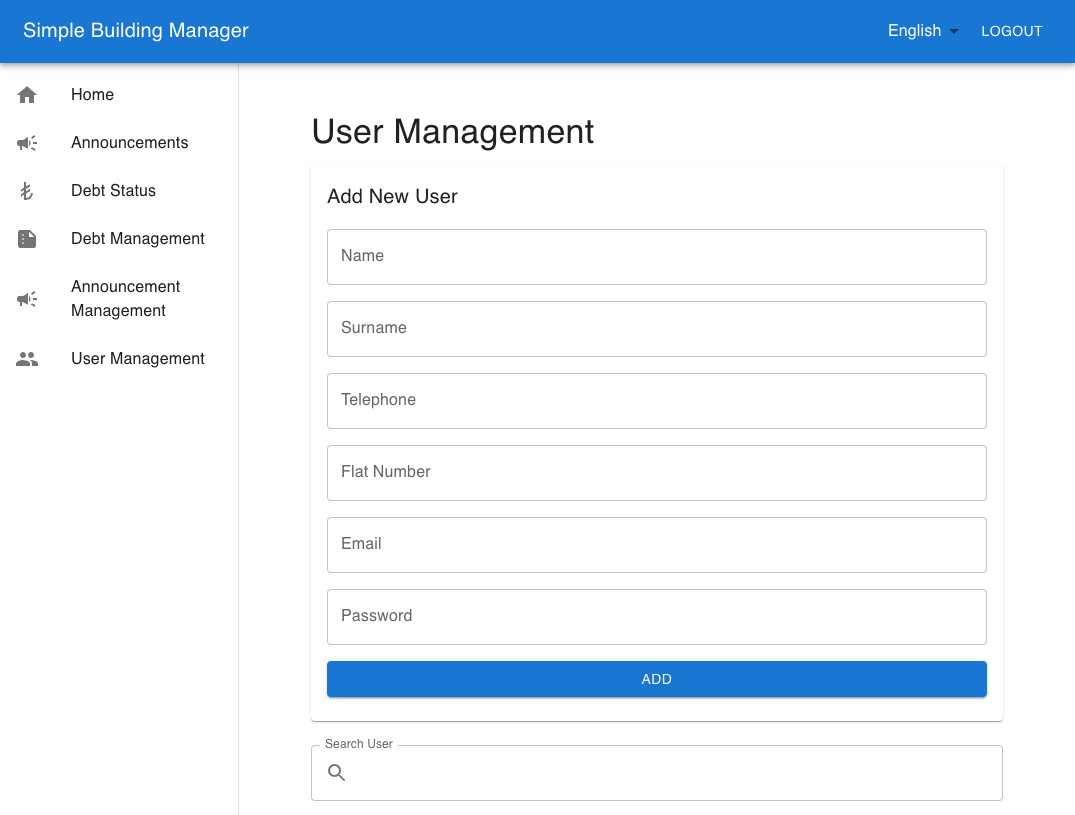 Simple Building Manager
English
LOGOUT
Home
Announcements
Debt Status
Debt Management
Announcement
Management
User Management
User Management
Add New User
Name
Surname
Telephone
Flat Number
Email
Password
ADD
Search User